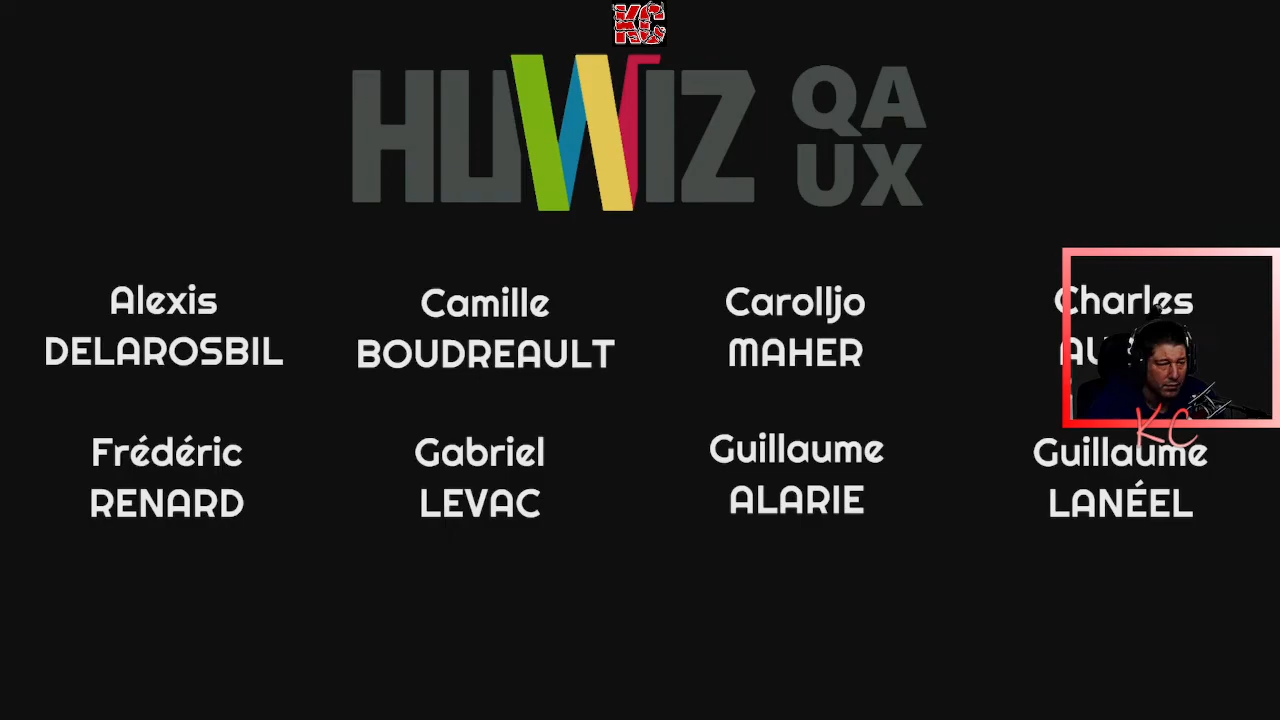 KC
HUWIZ QA UX
Alexis
DELAROSBIL
Camille
BOUDREAULT
Carolljo
MAHER
Charles
Frédéric
RENARD
Gabriel
LEVAC
Guillaume
ALARIE
Guillaume
LANÉEL
KC